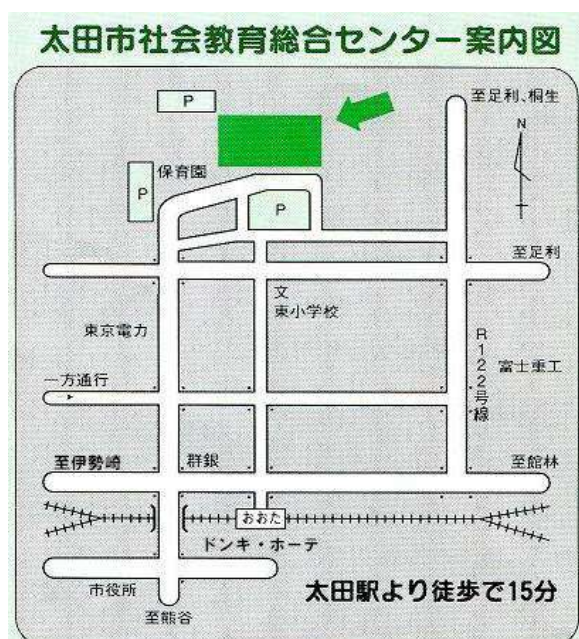 太田市社会教育総合センター案内図
至足利、桐生
P
N
保育園
P
P
至足利
文
東小学校
東京電力
R122号線
富士重工
一方通行
至伊勢崎
群銀
至館林
おおた
ドンキ・ホーテ
市役所
太田駅より徒歩で15分
至熊谷